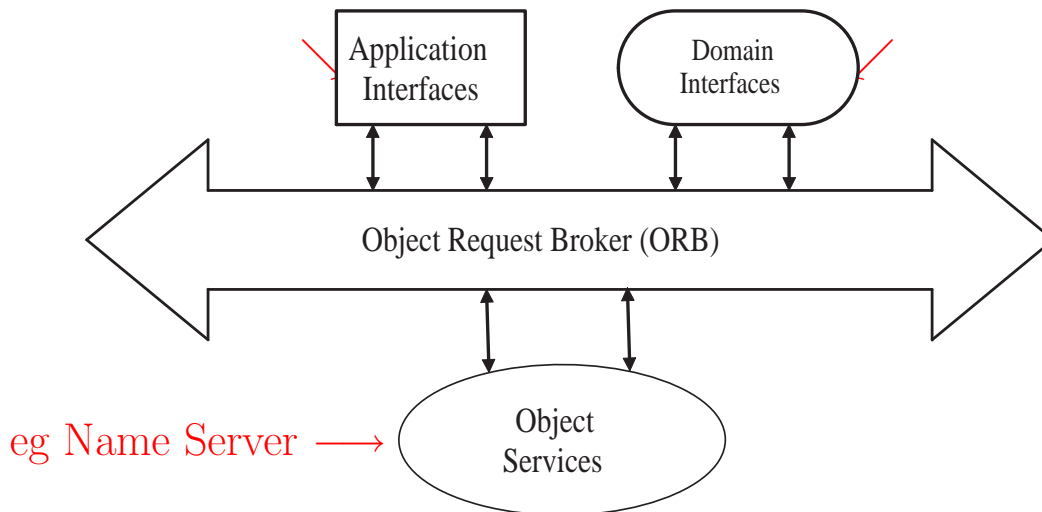 Application
Interfaces
Domain
Interfaces
Object Request Broker (ORB)
eg Name Server
Object
Services